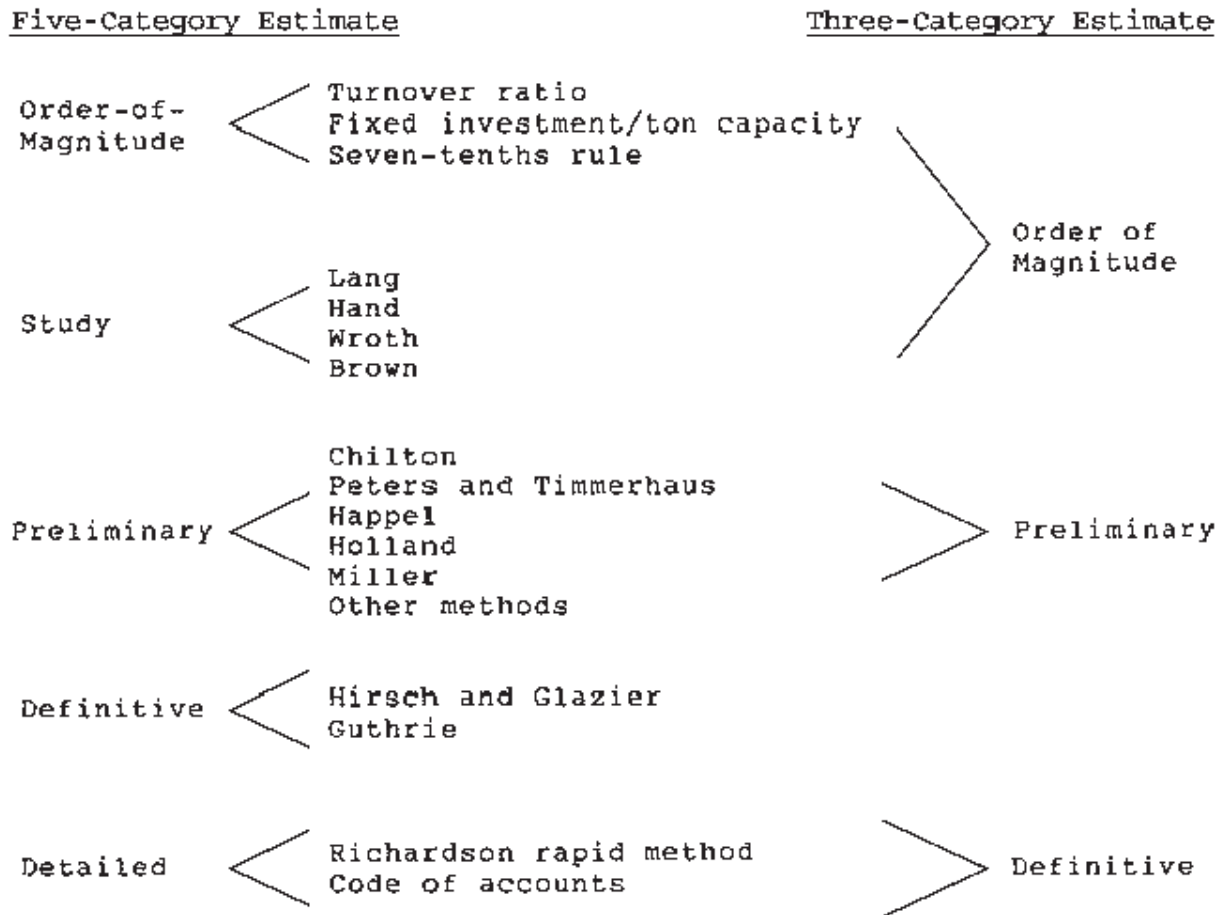 Five-Category Estimate
Three-Category Estimate
Order-of-
Magnitude
Turnover ratio
Fixed investment/ton capacity
Seven-tenths rule
Order of
Magnitude
Study
Lang
Hand
Wroth
Brown
Preliminary
Chilton
Peters and Timmerhaus
Happel
Holland
Miller
Other methods
Preliminary
Definitive
Hirsch and Glazier
Guthrie
Detailed
Richardson rapid method
Code of accounts
Definitive